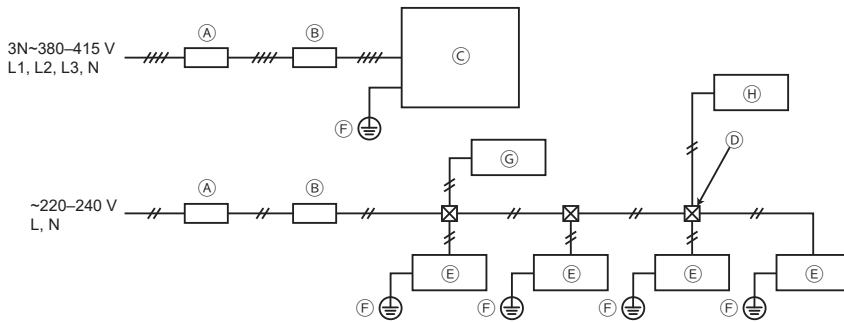 Ⓐ Ⓑ
3N~380–415 V
L1, L2, L3, N
Ⓒ
Ⓗ
Ⓕ
Ⓓ
Ⓖ
Ⓐ Ⓑ
~220–240 V
L, N
Ⓔ Ⓔ Ⓔ Ⓔ
Ⓕ Ⓕ Ⓕ Ⓕ